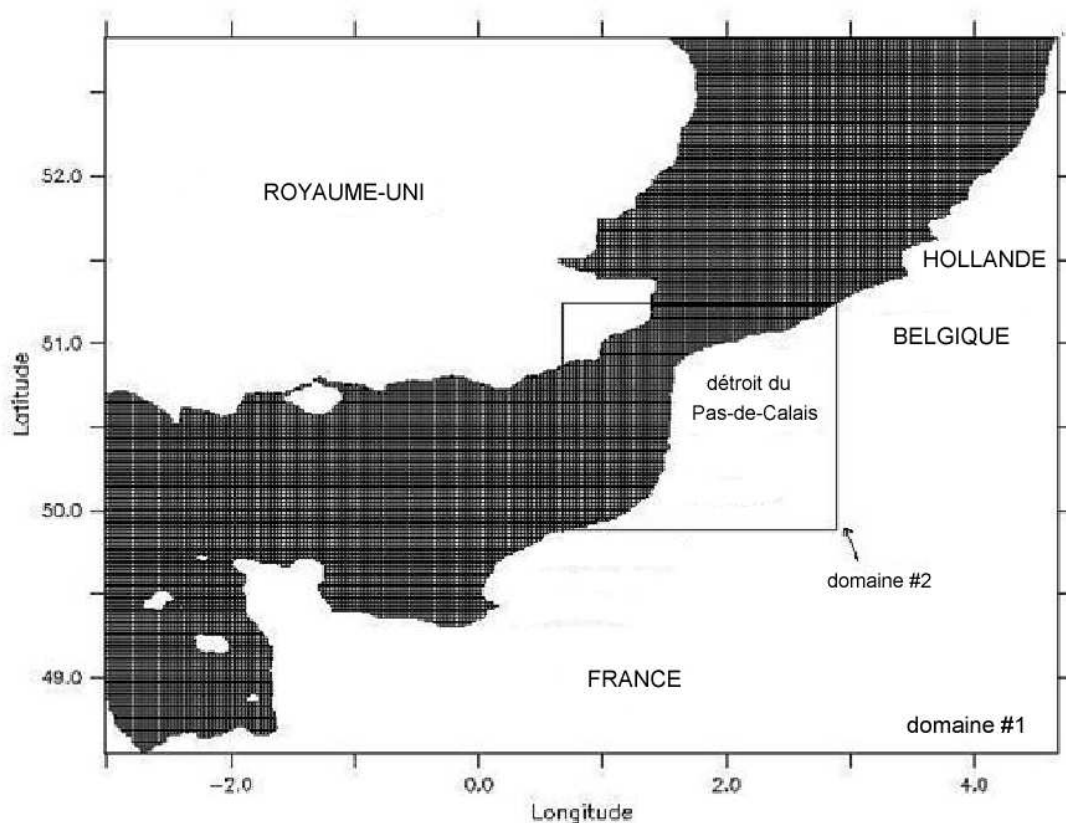 ROYAUME-UNI
HOLLANDE
BELGIQUE
détroit du
Pas-de-Calais
domaine #2
FRANCE
domaine #1
Latitude
52.0
51.0
50.0
49.0
-2.0
0.0
2.0
4.0
Longitude